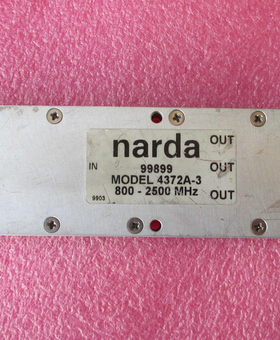 narda OUT
99899
IN OUT
MODEL 4372A-3
800 - 2500 MHz
9903 OUT